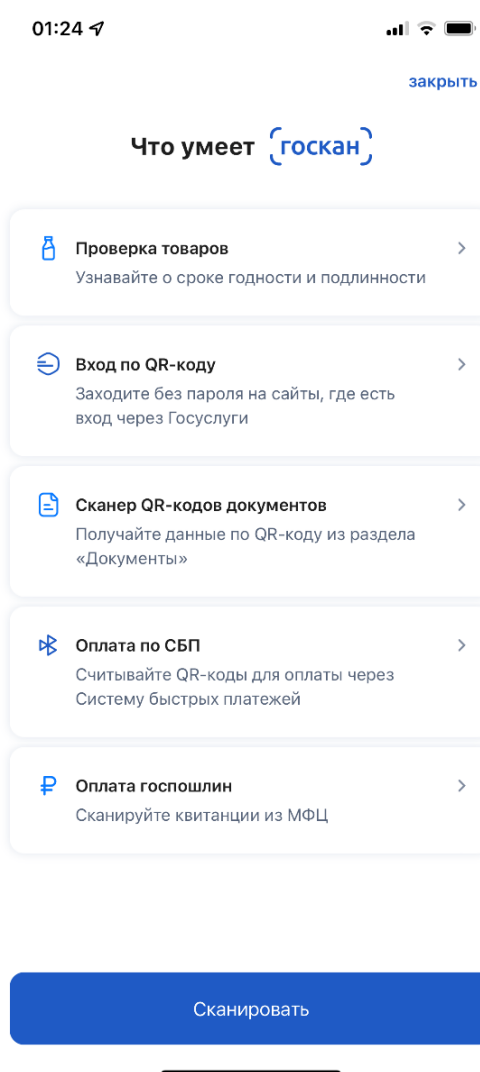 01:24
закрыть
Что умеет госкан
Проверка товаров
Узнавайте о сроке годности и подлинности
Вход по QR-коду
Заходите без пароля на сайты, где есть
вход через Госуслуги
Сканер QR-кодов документов
Получайте данные по QR-коду из раздела
«Документы»
Оплата по СБП
Считывайте QR-коды для оплаты через
Систему быстрых платежей
Оплата госпошлин
Сканируйте квитанции из МФЦ
Сканировать